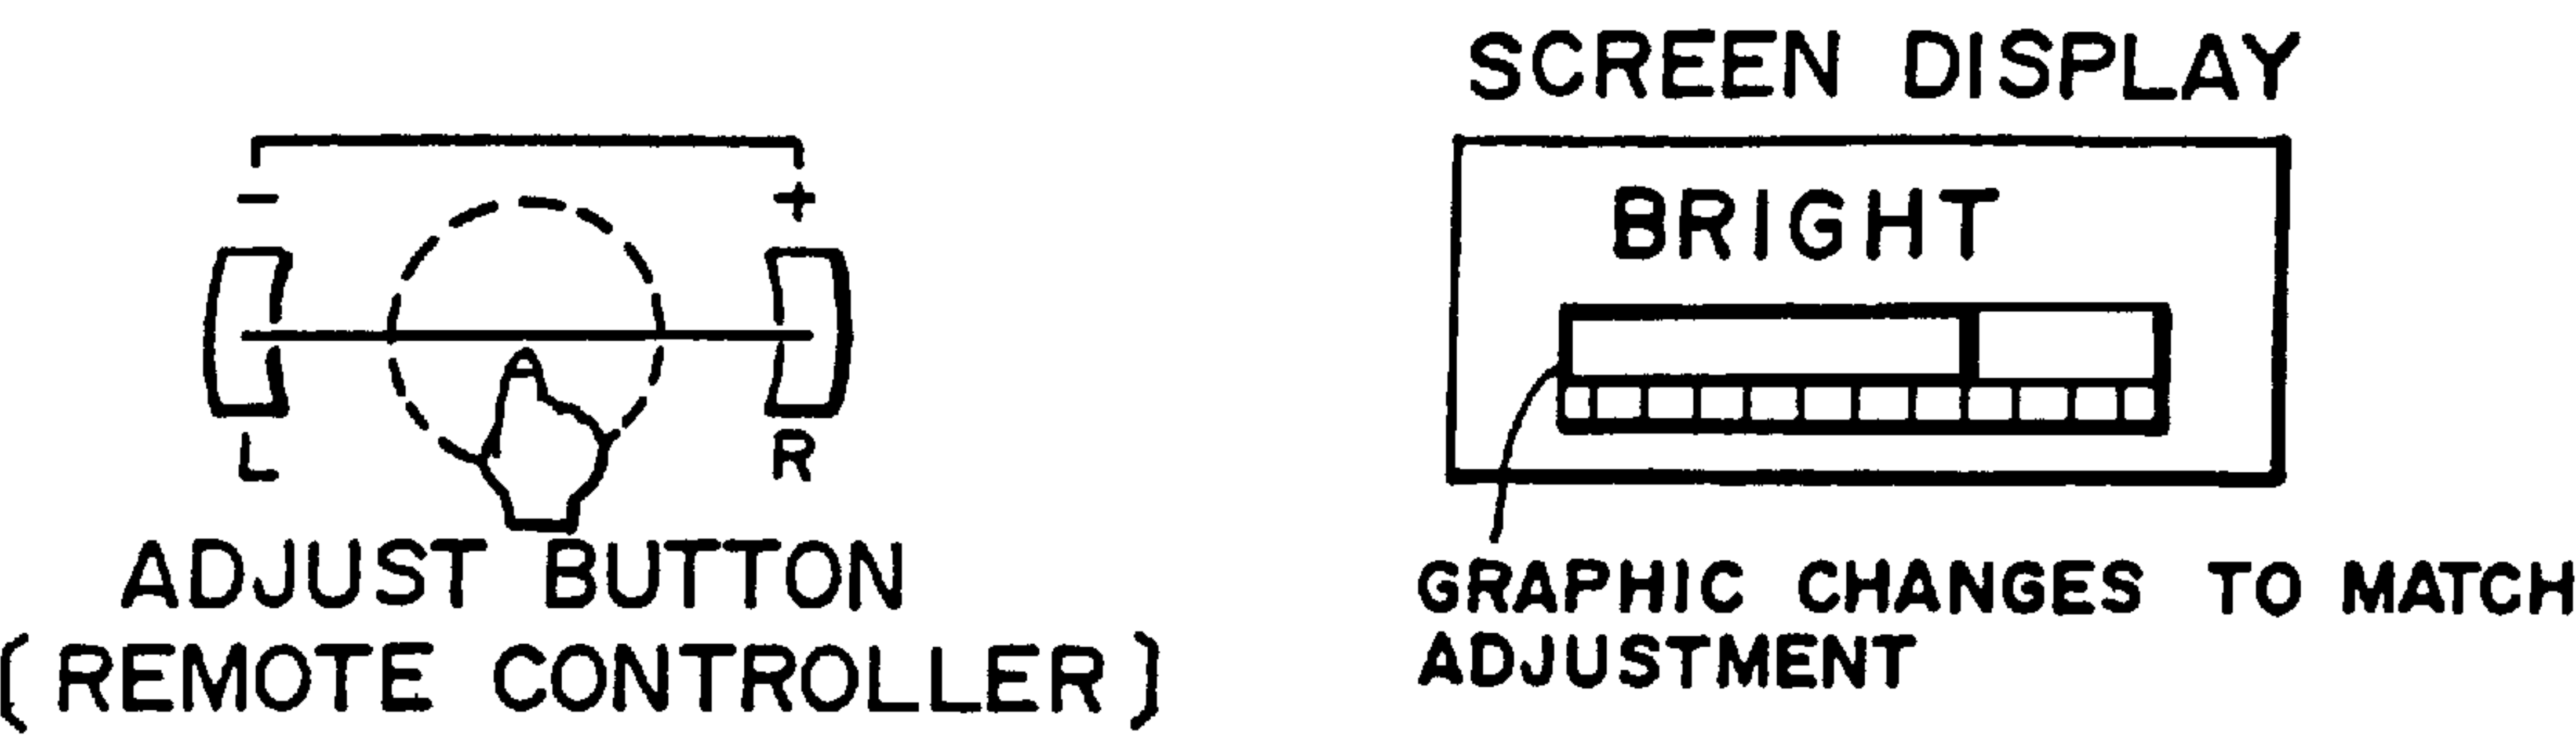 − +
L R
ADJUST BUTTON
(REMOTE CONTROLLER)
SCREEN DISPLAY
BRIGHT
GRAPHIC CHANGES TO MATCH
ADJUSTMENT